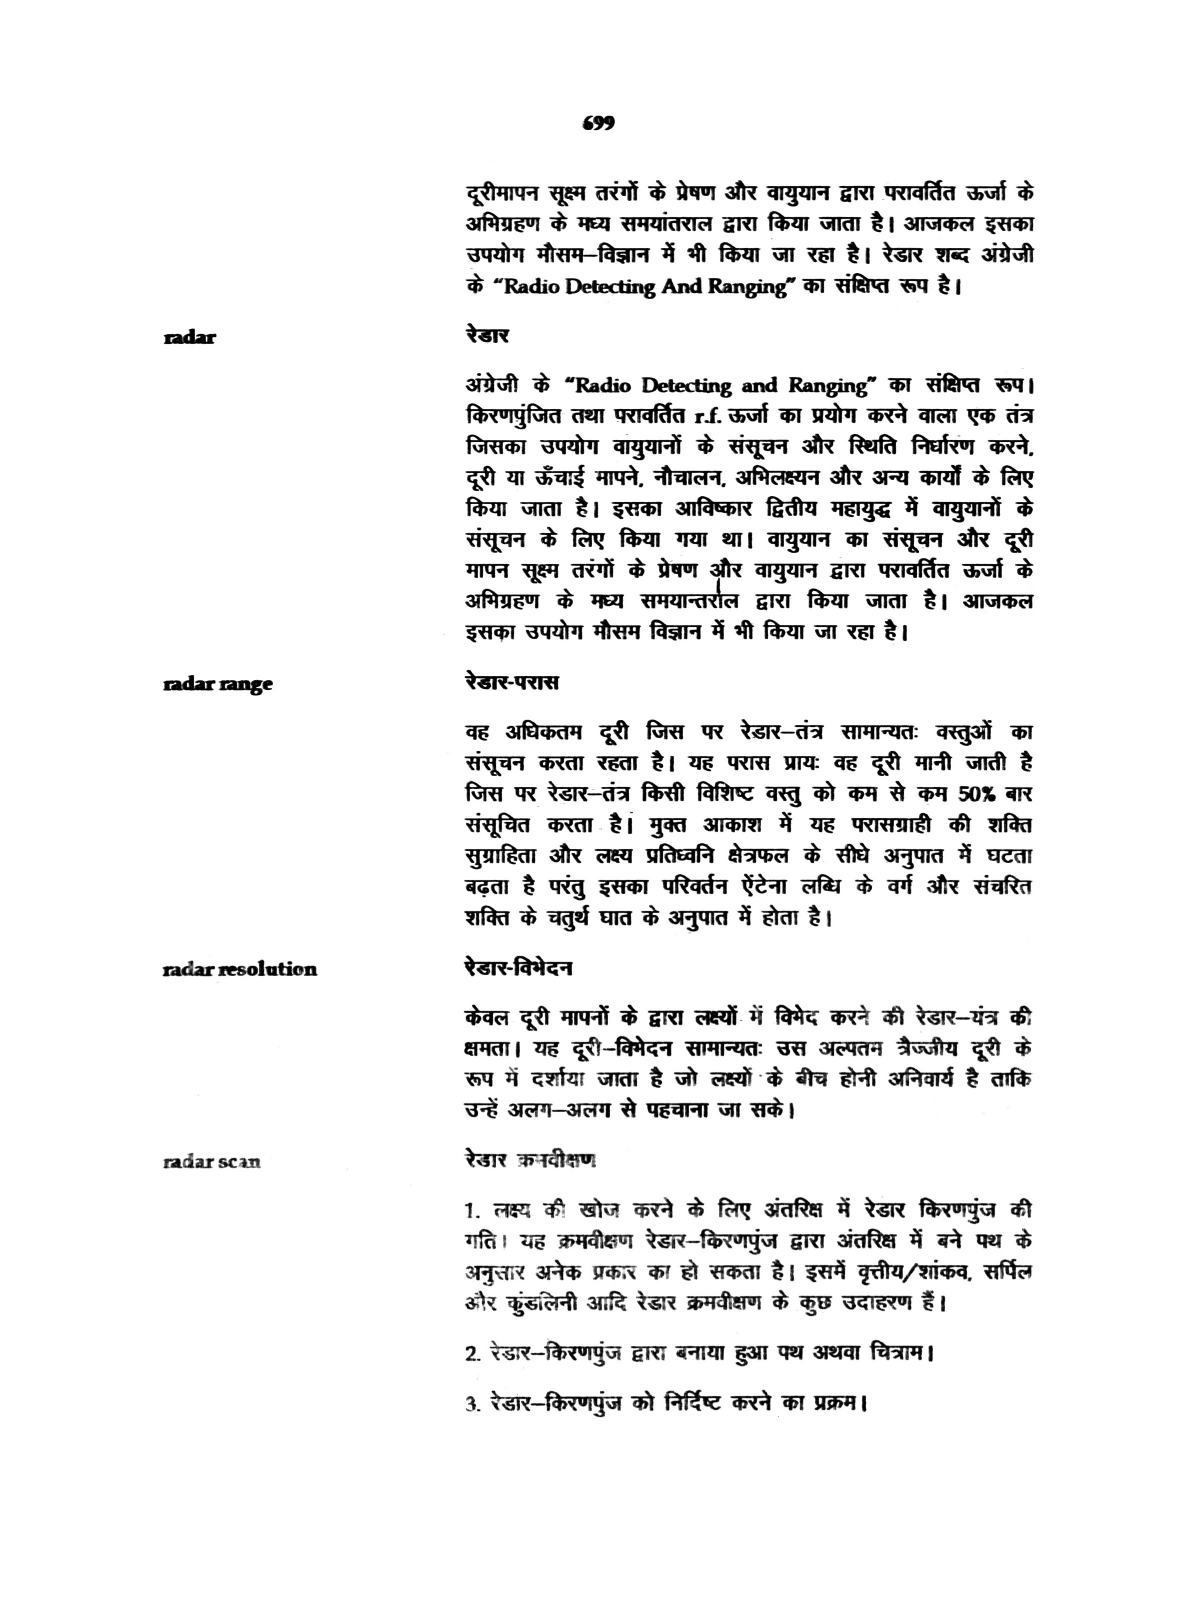 699
दूरीमापन सूक्ष्म तरंगों के प्रेषण और वायुयान द्वारा परावर्तित ऊर्जा के
अभिग्रहण के मध्य समयांतराल द्वारा किया जाता है। आजकल इसका
उपयोग मौसम–विज्ञान में भी किया जा रहा है। रेडार शब्द अंग्रेजी
के “Radio Detecting And Ranging” का संक्षिप्त रूप है।
radar रेडार
अंग्रेजी के “Radio Detecting and Ranging” का संक्षिप्त रूप।
किरणपुंजित तथा परावर्तित r.f. ऊर्जा का प्रयोग करने वाला एक तंत्र
जिसका उपयोग वायुयानों के संसूचन और स्थिति निर्धारण करने,
दूरी या ऊँचाई मापने, नौचालन, अभिलक्ष्यन और अन्य कार्यों के लिए
किया जाता है। इसका आविष्कार द्वितीय महायुद्ध में वायुयानों के
संसूचन के लिए किया गया था। वायुयान का संसूचन और दूरी
मापन सूक्ष्म तरंगों के प्रेषण और वायुयान द्वारा परावर्तित ऊर्जा के
अभिग्रहण के मध्य समयान्तराल द्वारा किया जाता है। आजकल
इसका उपयोग मौसम विज्ञान में भी किया जा रहा है।
radar range रेडार-परास
वह अधिकतम दूरी जिस पर रेडार–तंत्र सामान्यतः वस्तुओं का
संसूचन करता रहता है। यह परास प्रायः वह दूरी मानी जाती है
जिस पर रेडार–तंत्र किसी विशिष्ट वस्तु को कम से कम 50% बार
संसूचित करता है। मुक्त आकाश में यह परासग्राही की शक्ति
सुग्राहिता और लक्ष्य प्रतिध्वनि क्षेत्रफल के सीधे अनुपात में घटता
बढ़ता है परंतु इसका परिवर्तन ऐंटेना लब्धि के वर्ग और संचरित
शक्ति के चतुर्थ घात के अनुपात में होता है।
radar resolution रेडार-विभेदन
केवल दूरी मापनों के द्वारा लक्ष्यों में विभेद करने की रेडार–यंत्र की
क्षमता। यह दूरी–विभेदन सामान्यतः उस अल्पतम त्रैज्जीय दूरी के
रूप में दर्शाया जाता है जो लक्ष्यों के बीच होनी अनिवार्य है ताकि
उन्हें अलग–अलग से पहचाना जा सके।
radar scan रेडार क्रमवीक्षण
1. लक्ष्य की खोज करने के लिए अंतरिक्ष में रेडार किरणपुंज की
गति। यह क्रमवीक्षण रेडार–किरणपुंज द्वारा अंतरिक्ष में बने पथ के
अनुसार अनेक प्रकार का हो सकता है। इसमें वृत्तीय/शांकव, सर्पिल
और कुंडलिनी आदि रेडार क्रमवीक्षण के कुछ उदाहरण हैं।
2. रेडार–किरणपुंज द्वारा बनाया हुआ पथ अथवा चित्राम।
3. रेडार–किरणपुंज को निर्दिष्ट करने का प्रक्रम।